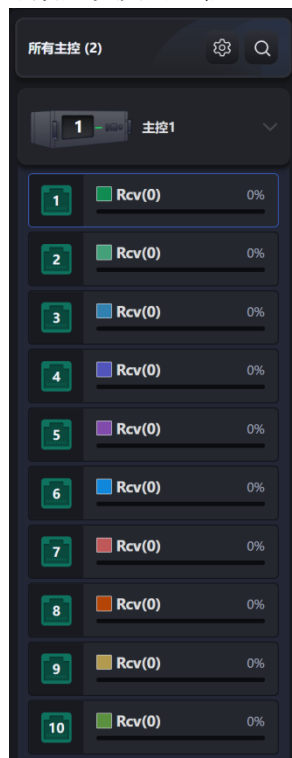 所有主控 (2)
1 主控1
1 Rcv(0) 0%
2 Rcv(0) 0%
3 Rcv(0) 0%
4 Rcv(0) 0%
5 Rcv(0) 0%
6 Rcv(0) 0%
7 Rcv(0) 0%
8 Rcv(0) 0%
9 Rcv(0) 0%
10 Rcv(0) 0%